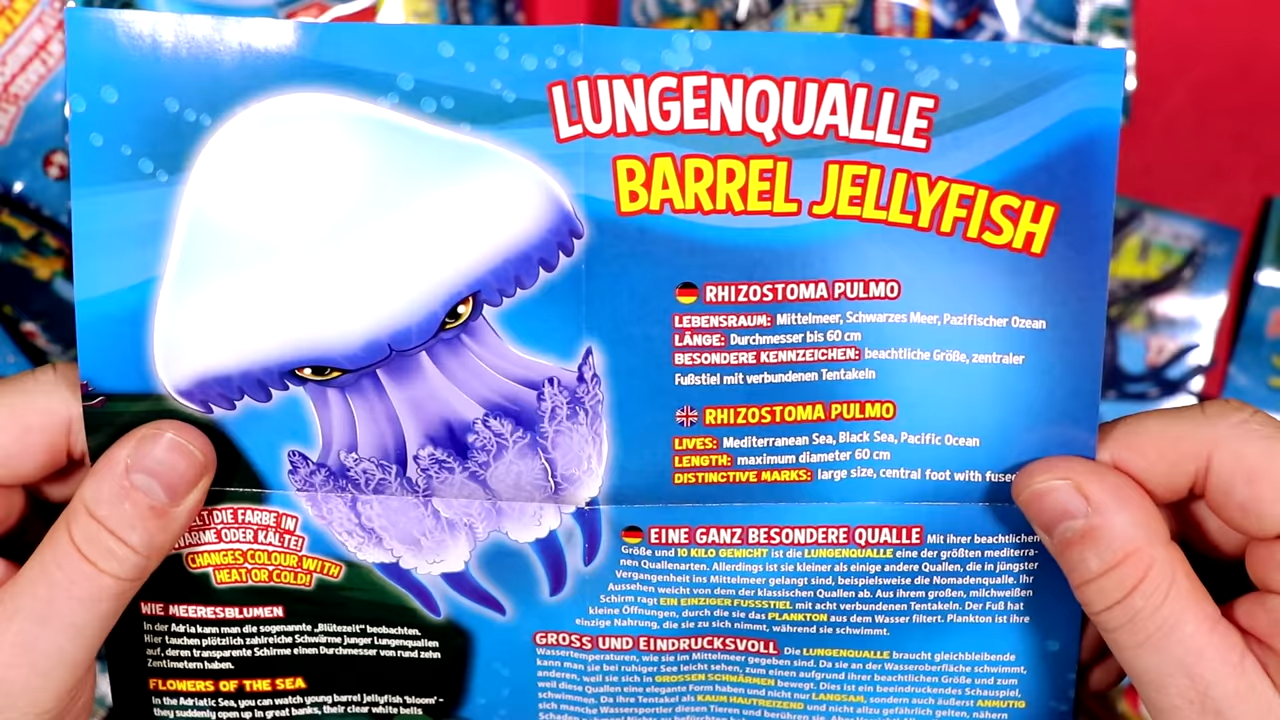 LUNGENQUALLE
BARREL JELLYFISH
RHIZOSTOMA PULMO
LEBENSRAUM: Mittelmeer, Schwarzes Meer, Pazifischer Ozean
LÄNGE: Durchmesser bis 60 cm
BESONDERE KENNZEICHEN: beachtliche Größe, zentraler
Fußstiel mit verbundenen Tentakeln
RHIZOSTOMA PULMO
LIVES: Mediterranean Sea, Black Sea, Pacific Ocean
LENGTH: maximum diameter 60 cm
DISTINCTIVE MARKS: large size, central foot with fused
DIE FARBE IN
WÄRME ODER KÄLTE!
CHANGES COLOUR WITH
HEAT OR COLD!
WIE MEERESBLUMEN
In der Adria kann man die sogenannte „Blütezeit" beobachten.
Hier tauchen plötzlich zahlreiche Schwärme junger Lungenquallen
auf, deren transparente Schirme einen Durchmesser von rund zehn
Zentimetern haben.
FLOWERS OF THE SEA
In the Adriatic Sea, you can watch young barrel jellyfish 'bloom' –
they suddenly open up in great banks, their clear white bells
EINE GANZ BESONDERE QUALLE Mit ihrer beachtlichen
Größe und 10 KILO GEWICHT ist die LUNGENQUALLE eine der größten mediterra-
nen Quallenarten. Allerdings ist sie kleiner als einige andere Quallen, die in jüngster
Vergangenheit ins Mittelmeer gelangt sind, beispielsweise die Nomadenqualle. Ihr
Aussehen weicht von dem der klassischen Quallen ab. Aus ihrem großen, milchweißen
Schirm ragt EIN EINZIGER FUSSSTIEL mit acht verbundenen Tentakeln. Der Fuß hat
kleine Öffnungen, durch die sie das PLANKTON aus dem Wasser filtert. Plankton ist ihre
einzige Nahrung, die sie zu sich nimmt, während sie schwimmt.
GROSS UND EINDRUCKSVOLL Die LUNGENQUALLE braucht gleichbleibende
Wassertemperaturen, wie sie im Mittelmeer gegeben sind. Da sie an der Wasseroberfläche schwimmt,
kann man sie bei ruhiger See leicht sehen, zum einen aufgrund ihrer beachtlichen Größe und zum
anderen, weil sie sich in GROSSEN SCHWÄRMEN bewegt. Dies ist ein beeindruckendes Schauspiel,
weil diese Quallen eine elegante Form haben und nicht nur LANGSAM, sondern auch äußerst ANMUTIG
schwimmen. Da ihre Tentakel als KAUM HAUTREIZEND und nicht allzu gefährlich gelten, nähern
sich manche Wassersportler diesen Tieren und berühren sie. Aber